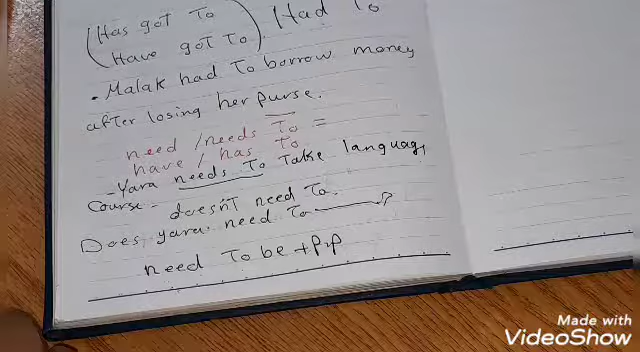 (Has got To
Have got To). Had To
. Malak had To borrow money
after losing her purse.
need / needs To =
have / has To
- Yara needs To Take language
Course - doesn't need To.
Does yara need To
need To be + p.p
Made with
VideoShow